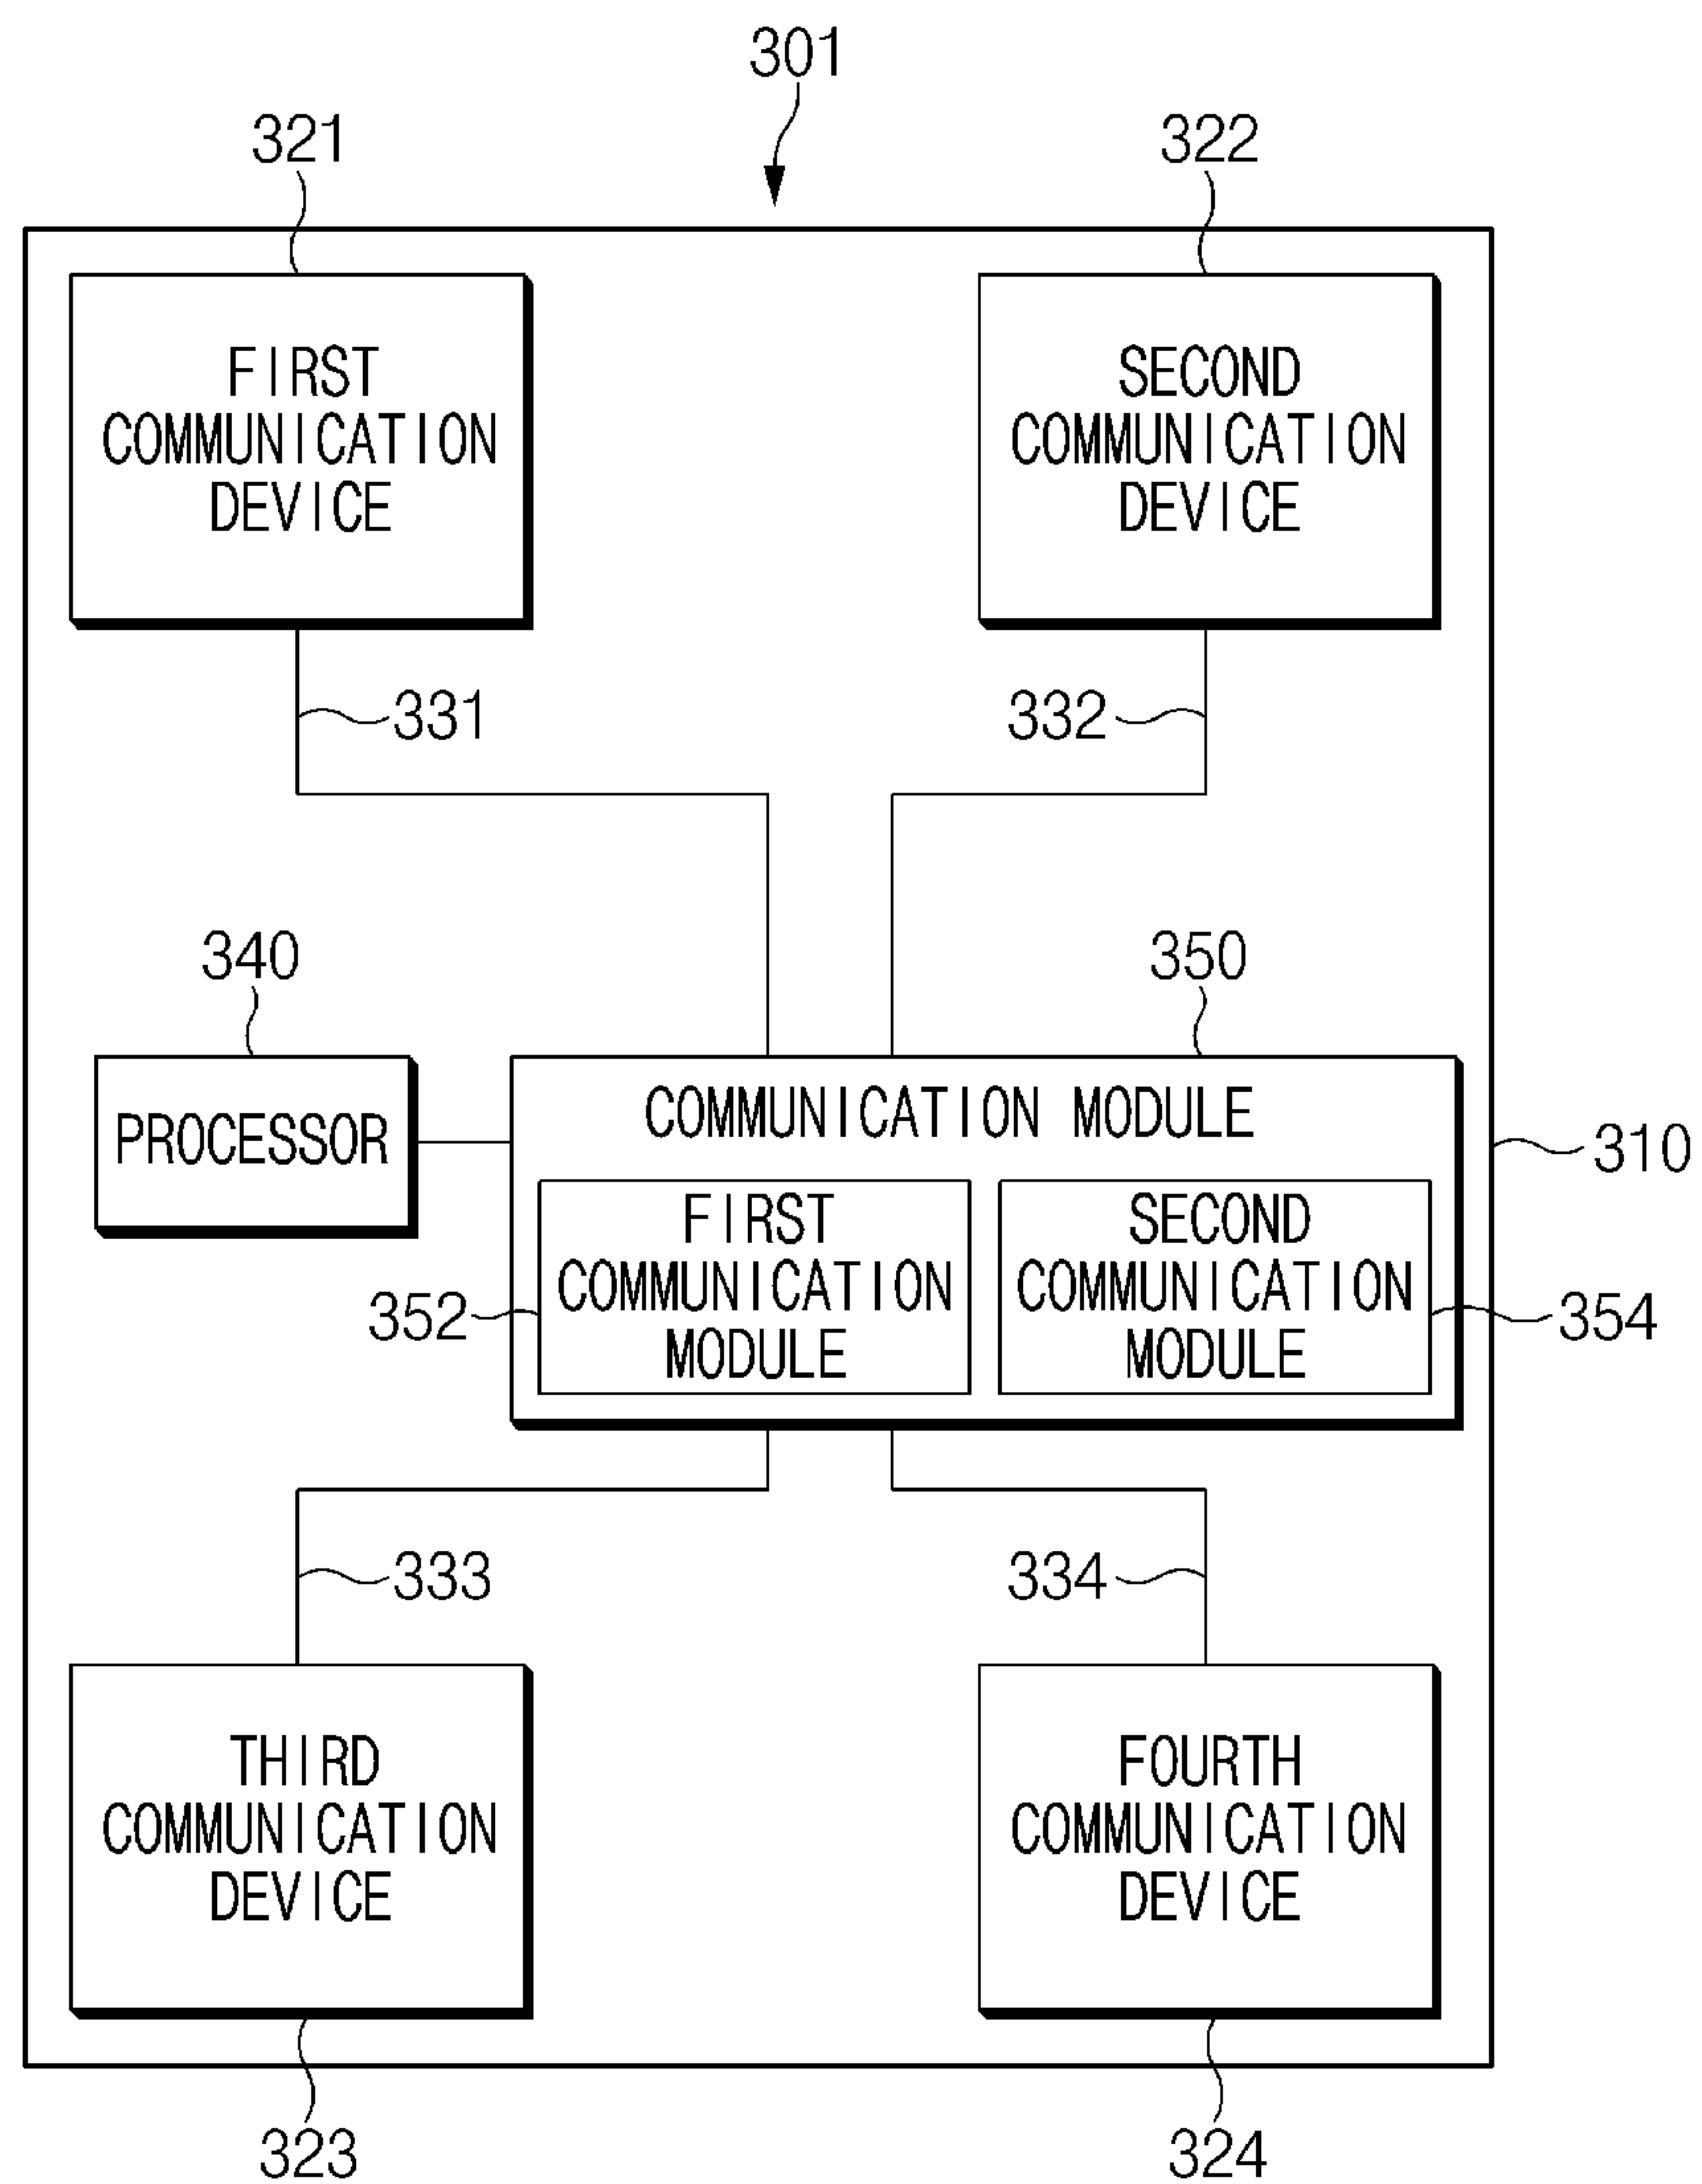 301
321
322
FIRST
COMMUNICATION
DEVICE
SECOND
COMMUNICATION
DEVICE
331
332
340
350
PROCESSOR
COMMUNICATION MODULE
310
FIRST
COMMUNICATION
MODULE
SECOND
COMMUNICATION
MODULE
352
354
333
334
THIRD
COMMUNICATION
DEVICE
FOURTH
COMMUNICATION
DEVICE
323
324